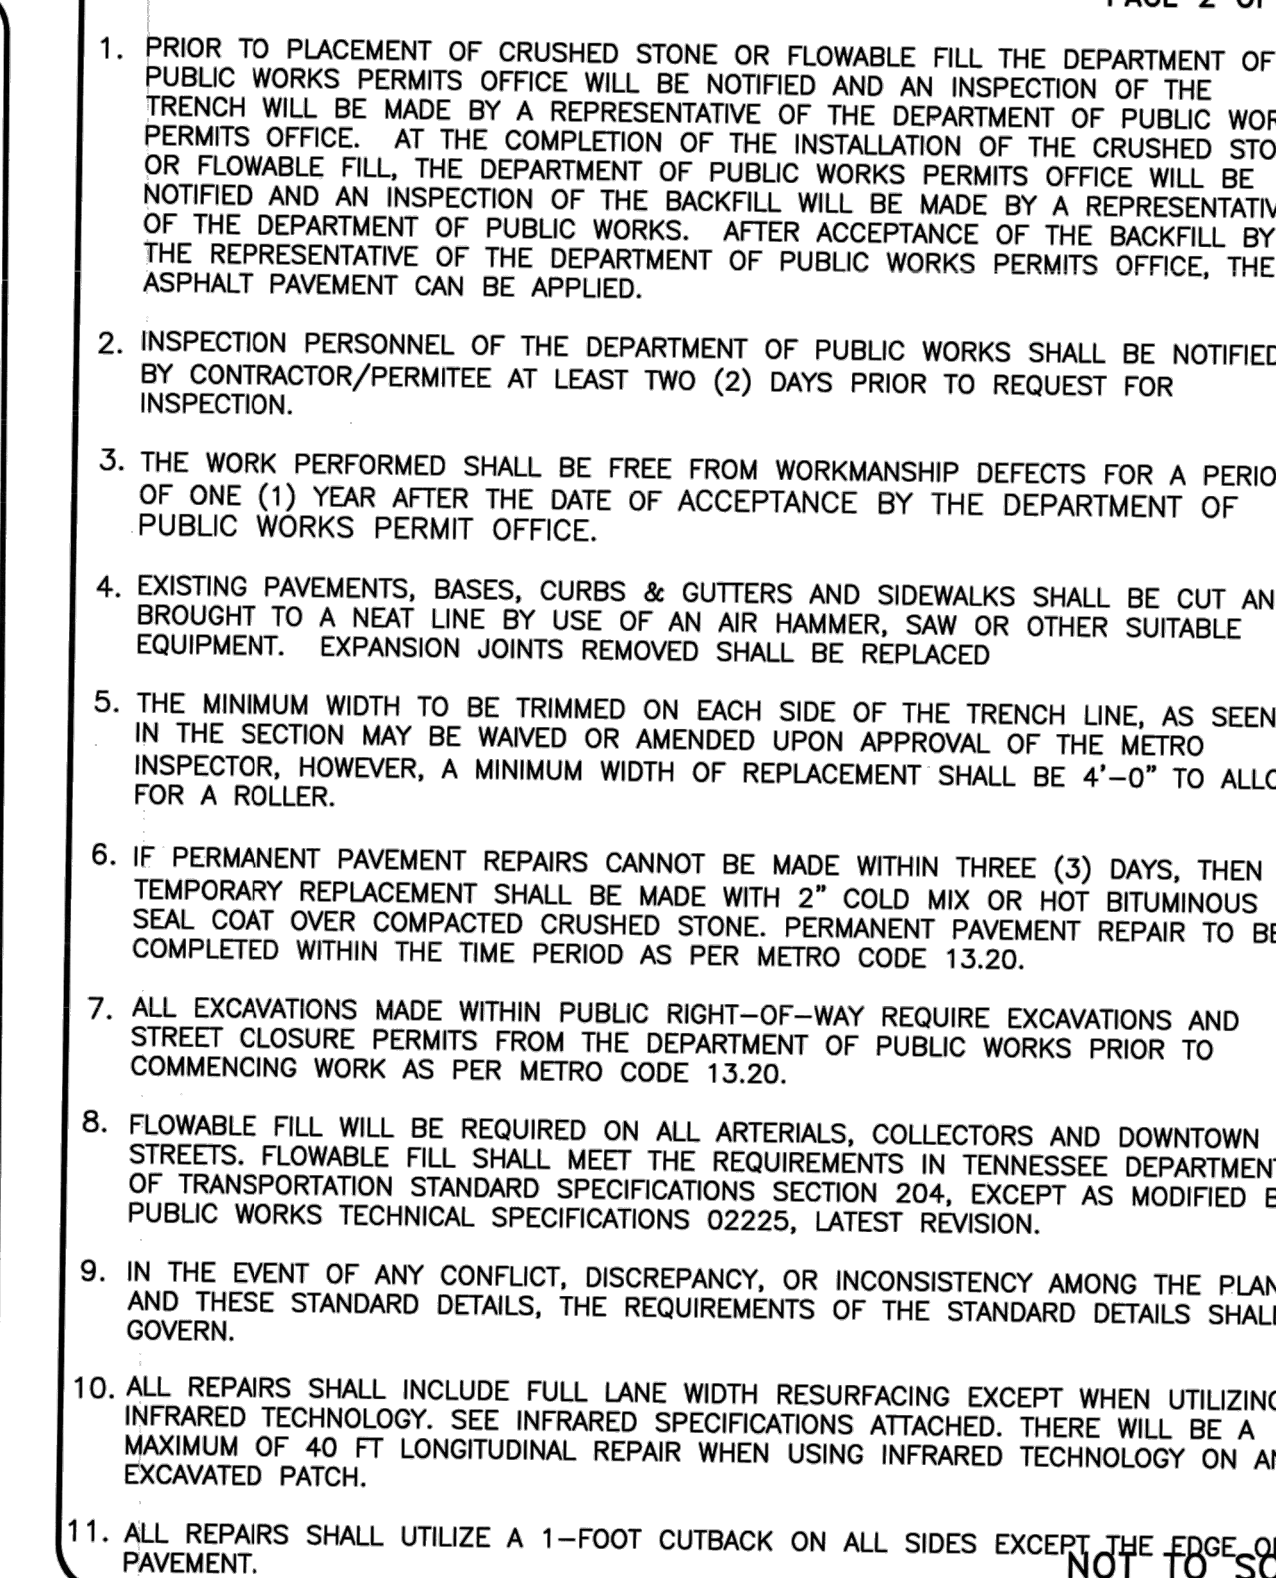 PAGE 2 OF
1. PRIOR TO PLACEMENT OF CRUSHED STONE OR FLOWABLE FILL THE DEPARTMENT OF
PUBLIC WORKS PERMITS OFFICE WILL BE NOTIFIED AND AN INSPECTION OF THE
TRENCH WILL BE MADE BY A REPRESENTATIVE OF THE DEPARTMENT OF PUBLIC WOR
PERMITS OFFICE. AT THE COMPLETION OF THE INSTALLATION OF THE CRUSHED STO
OR FLOWABLE FILL, THE DEPARTMENT OF PUBLIC WORKS PERMITS OFFICE WILL BE
NOTIFIED AND AN INSPECTION OF THE BACKFILL WILL BE MADE BY A REPRESENTATIV
OF THE DEPARTMENT OF PUBLIC WORKS. AFTER ACCEPTANCE OF THE BACKFILL BY
THE REPRESENTATIVE OF THE DEPARTMENT OF PUBLIC WORKS PERMITS OFFICE, THE
ASPHALT PAVEMENT CAN BE APPLIED.
2. INSPECTION PERSONNEL OF THE DEPARTMENT OF PUBLIC WORKS SHALL BE NOTIFIED
BY CONTRACTOR/PERMITEE AT LEAST TWO (2) DAYS PRIOR TO REQUEST FOR
INSPECTION.
3. THE WORK PERFORMED SHALL BE FREE FROM WORKMANSHIP DEFECTS FOR A PERIO
OF ONE (1) YEAR AFTER THE DATE OF ACCEPTANCE BY THE DEPARTMENT OF
PUBLIC WORKS PERMIT OFFICE.
4. EXISTING PAVEMENTS, BASES, CURBS & GUTTERS AND SIDEWALKS SHALL BE CUT AN
BROUGHT TO A NEAT LINE BY USE OF AN AIR HAMMER, SAW OR OTHER SUITABLE
EQUIPMENT. EXPANSION JOINTS REMOVED SHALL BE REPLACED
5. THE MINIMUM WIDTH TO BE TRIMMED ON EACH SIDE OF THE TRENCH LINE, AS SEEN
IN THE SECTION MAY BE WAIVED OR AMENDED UPON APPROVAL OF THE METRO
INSPECTOR, HOWEVER, A MINIMUM WIDTH OF REPLACEMENT SHALL BE 4'-0" TO ALLO
FOR A ROLLER.
6. IF PERMANENT PAVEMENT REPAIRS CANNOT BE MADE WITHIN THREE (3) DAYS, THEN
TEMPORARY REPLACEMENT SHALL BE MADE WITH 2" COLD MIX OR HOT BITUMINOUS
SEAL COAT OVER COMPACTED CRUSHED STONE. PERMANENT PAVEMENT REPAIR TO BE
COMPLETED WITHIN THE TIME PERIOD AS PER METRO CODE 13.20.
7. ALL EXCAVATIONS MADE WITHIN PUBLIC RIGHT-OF-WAY REQUIRE EXCAVATIONS AND
STREET CLOSURE PERMITS FROM THE DEPARTMENT OF PUBLIC WORKS PRIOR TO
COMMENCING WORK AS PER METRO CODE 13.20.
8. FLOWABLE FILL WILL BE REQUIRED ON ALL ARTERIALS, COLLECTORS AND DOWNTOWN
STREETS. FLOWABLE FILL SHALL MEET THE REQUIREMENTS IN TENNESSEE DEPARTMENT
OF TRANSPORTATION STANDARD SPECIFICATIONS SECTION 204, EXCEPT AS MODIFIED B
PUBLIC WORKS TECHNICAL SPECIFICATIONS 02225, LATEST REVISION.
9. IN THE EVENT OF ANY CONFLICT, DISCREPANCY, OR INCONSISTENCY AMONG THE PLAN
AND THESE STANDARD DETAILS, THE REQUIREMENTS OF THE STANDARD DETAILS SHALL
GOVERN.
10. ALL REPAIRS SHALL INCLUDE FULL LANE WIDTH RESURFACING EXCEPT WHEN UTILIZING
INFRARED TECHNOLOGY. SEE INFRARED SPECIFICATIONS ATTACHED. THERE WILL BE A
MAXIMUM OF 40 FT LONGITUDINAL REPAIR WHEN USING INFRARED TECHNOLOGY ON AN
EXCAVATED PATCH.
11. ALL REPAIRS SHALL UTILIZE A 1-FOOT CUTBACK ON ALL SIDES EXCEPT THE EDGE OF
PAVEMENT.
NOT TO SC